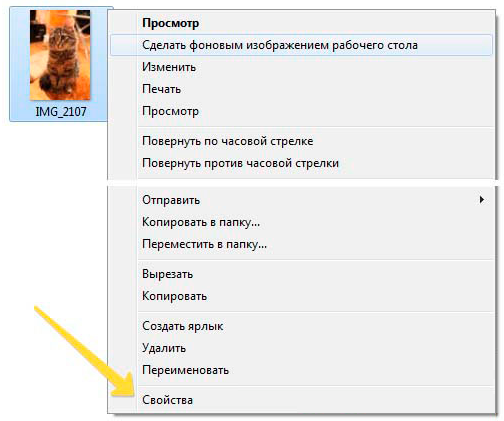 IMG_2107
Просмотр
Сделать фоновым изображением рабочего стола
Изменить
Печать
Просмотр
Повернуть по часовой стрелке
Повернуть против часовой стрелки
Отправить
Копировать в папку...
Переместить в папку...
Вырезать
Копировать
Создать ярлык
Удалить
Переименовать
Свойства